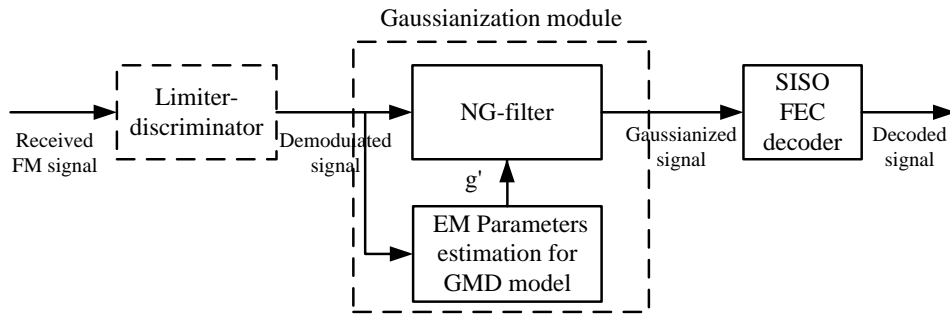 Gaussianization module
Limiter-
discriminator
NG-filter
SISO
FEC
decoder
Received
FM signal
Demodulated
signal
Gaussianized
signal
Decoded
signal
g'
EM Parameters
estimation for
GMD model